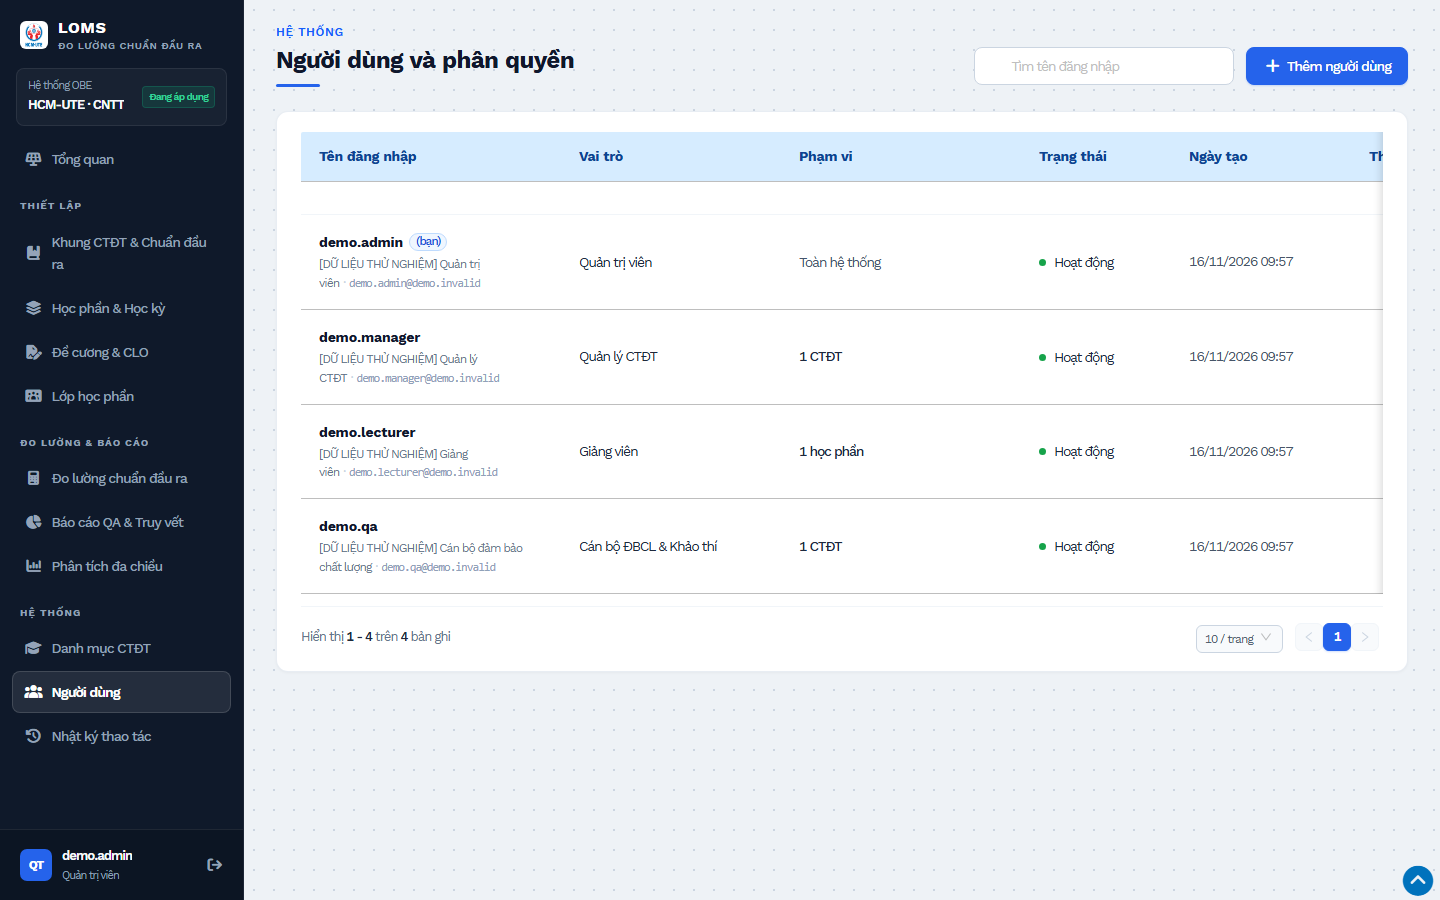 LOMS
ĐO LƯỜNG CHUẨN ĐẦU RA
HCM-UTE
Hệ thống OBE
HCM-UTE · CNTT
Đang áp dụng
Tổng quan
THIẾT LẬP
Khung CTĐT & Chuẩn đầu
ra
Học phần & Học kỳ
Đề cương & CLO
Lớp học phần
ĐO LƯỜNG & BÁO CÁO
Đo lường chuẩn đầu ra
Báo cáo QA & Truy vết
Phân tích đa chiều
HỆ THỐNG
Danh mục CTĐT
Người dùng
Nhật ký thao tác
QT
demo.admin
Quản trị viên
HỆ THỐNG
Người dùng và phân quyền
Tìm tên đăng nhập
Thêm người dùng
Tên đăng nhập Vai trò Phạm vi Trạng thái Ngày tạo Th
demo.admin (bạn)
[DỮ LIỆU THỬ NGHIỆM] Quản trị
viên · demo.admin@demo.invalid
Quản trị viên Toàn hệ thống Hoạt động 16/11/2026 09:57
demo.manager
[DỮ LIỆU THỬ NGHIỆM] Quản lý
CTĐT · demo.manager@demo.invalid
Quản lý CTĐT 1 CTĐT Hoạt động 16/11/2026 09:57
demo.lecturer
[DỮ LIỆU THỬ NGHIỆM] Giảng
viên · demo.lecturer@demo.invalid
Giảng viên 1 học phần Hoạt động 16/11/2026 09:57
demo.qa
[DỮ LIỆU THỬ NGHIỆM] Cán bộ đảm bảo
chất lượng · demo.qa@demo.invalid
Cán bộ ĐBCL & Khảo thí 1 CTĐT Hoạt động 16/11/2026 09:57
Hiển thị 1 - 4 trên 4 bản ghi
10 / trang
1